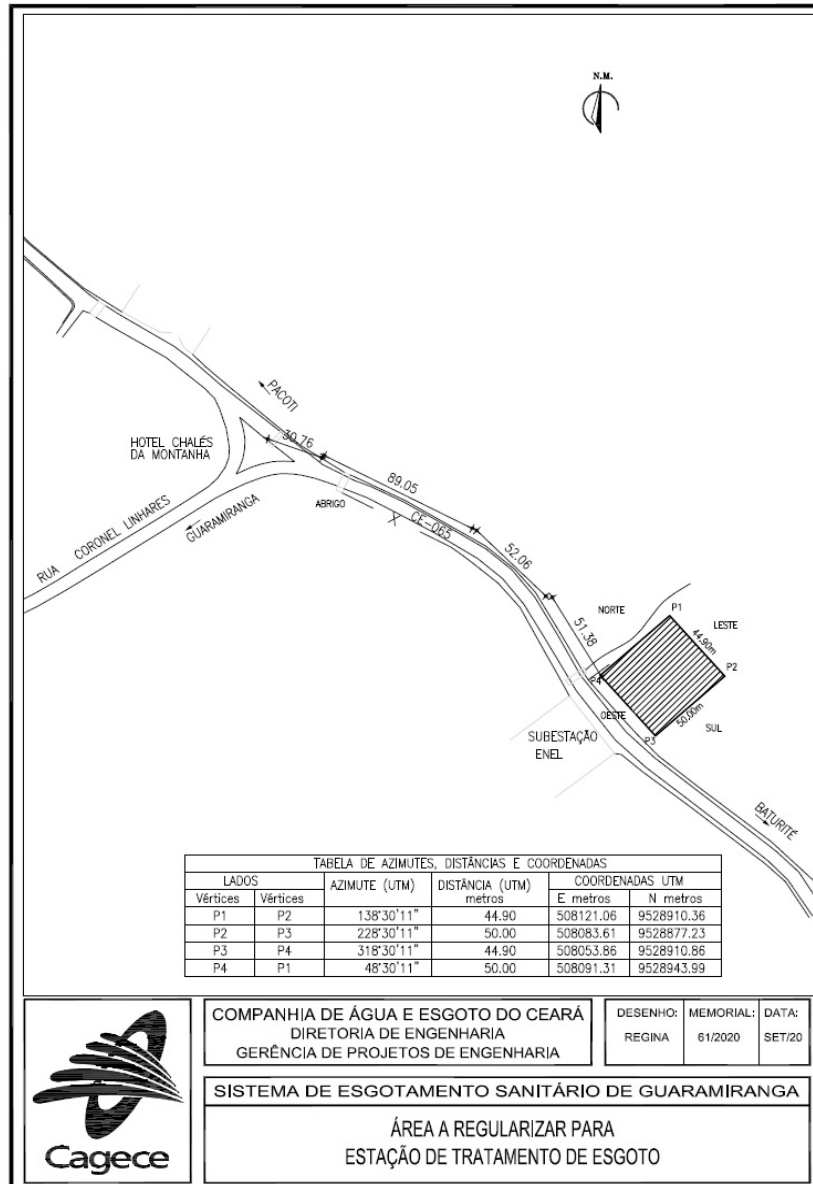 N.M.
PACOTI
30.76
HOTEL CHALÉS
DA MONTANHA
89.05
ABRIGO
CE-065
GUARAMIRANGA
RUA CORONEL LINHARES
52.06
51.38
NORTE
P1
LESTE
44.90m
P2
P4
OESTE
50.00m
SUL
P3
SUBESTAÇÃO
ENEL
BATURITÉ
TABELA DE AZIMUTES, DISTÂNCIAS E COORDENADAS
LADOS AZIMUTE (UTM) DISTÂNCIA (UTM) metros COORDENADAS UTM
Vértices Vértices E metros N metros
P1 P2 138°30'11" 44.90 508121.06 9528910.36
P2 P3 228°30'11" 50.00 508083.61 9528877.23
P3 P4 318°30'11" 44.90 508053.86 9528910.86
P4 P1 48°30'11" 50.00 508091.31 9528943.99
Cagece
COMPANHIA DE ÁGUA E ESGOTO DO CEARÁ
DIRETORIA DE ENGENHARIA
GERÊNCIA DE PROJETOS DE ENGENHARIA
DESENHO: MEMORIAL: DATA:
REGINA 61/2020 SET/20
SISTEMA DE ESGOTAMENTO SANITÁRIO DE GUARAMIRANGA
ÁREA A REGULARIZAR PARA
ESTAÇÃO DE TRATAMENTO DE ESGOTO